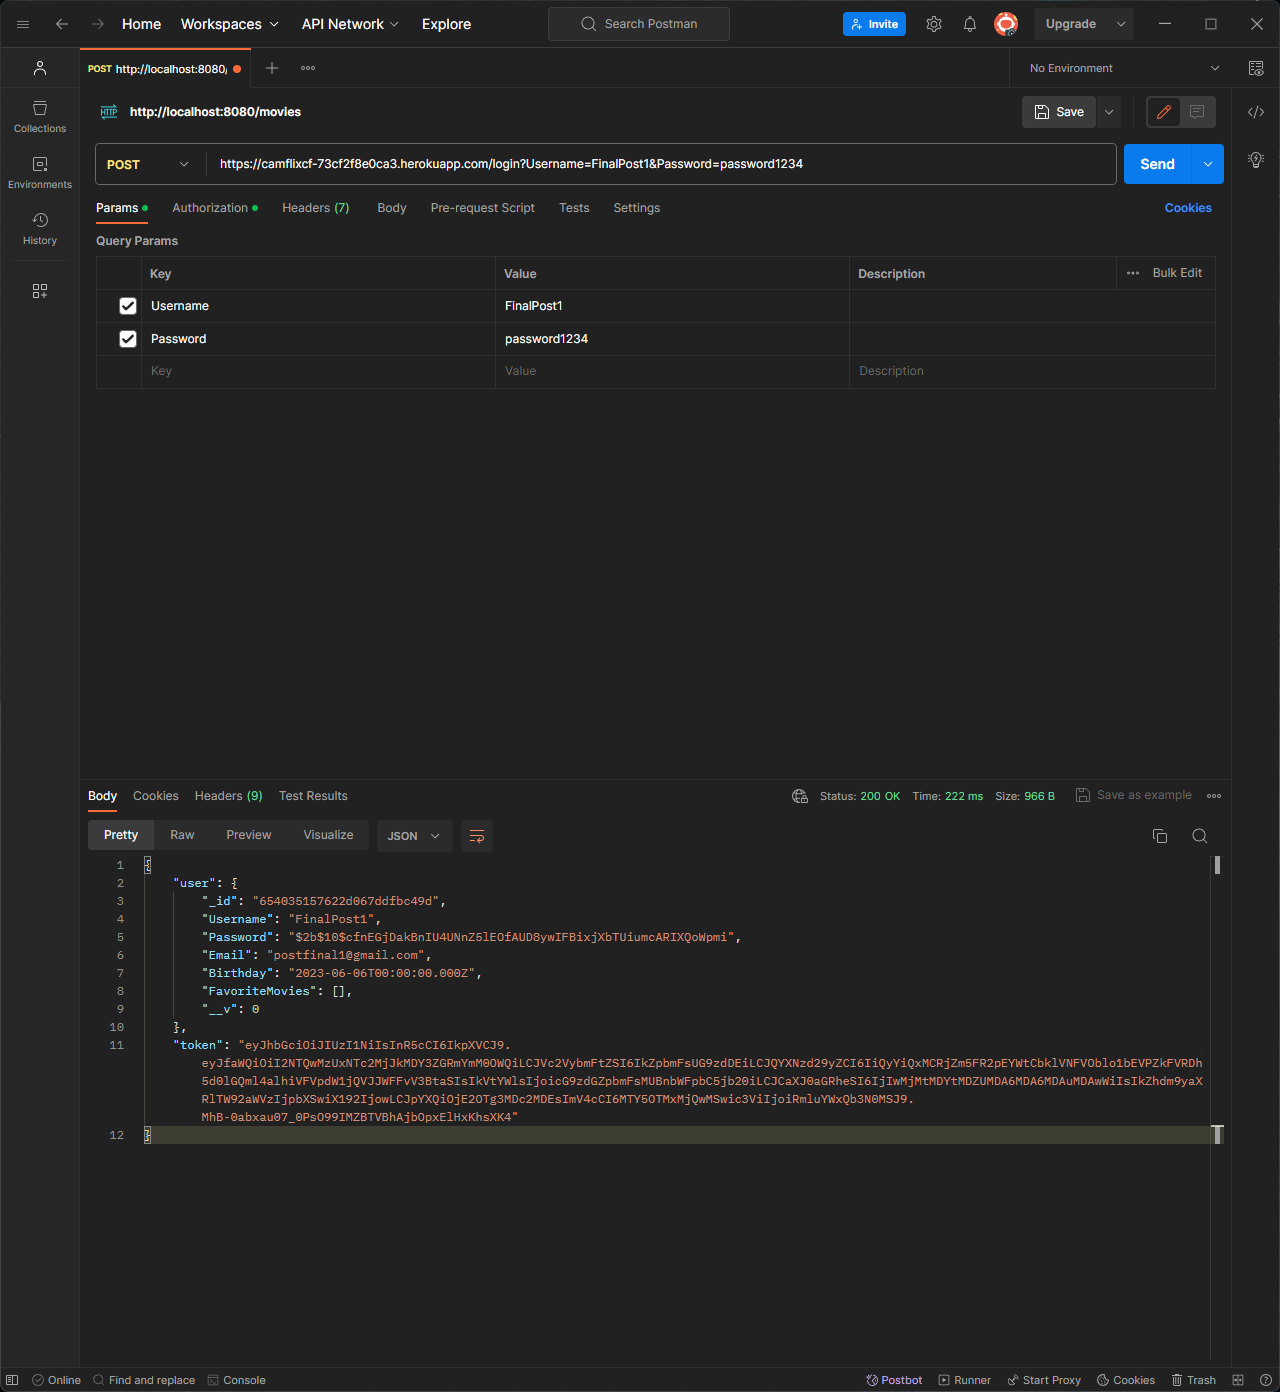 Home Workspaces API Network Explore Search Postman Invite Upgrade
POST http://localhost:8080/ No Environment
HTTP http://localhost:8080/movies Save
Collections
POST https://camflixcf-73cf2f8e0ca3.herokuapp.com/login?Username=FinalPost1&Password=password1234 Send
Environments
Params Authorization Headers (7) Body Pre-request Script Tests Settings Cookies
History
Query Params
Key Value Description Bulk Edit
Username FinalPost1
Password password1234
Key Value Description
Body Cookies Headers (9) Test Results Status: 200 OK Time: 222 ms Size: 966 B Save as example
Pretty Raw Preview Visualize JSON
1 {
2 "user": {
3 "_id": "654035157622d067ddfbc49d",
4 "Username": "FinalPost1",
5 "Password": "$2b$10$cfnEGjDakBnIU4UNnZ5lEOfAUD8ywIFBixjXbTUiumcARIXQoWpmi",
6 "Email": "postfinal1@gmail.com",
7 "Birthday": "2023-06-06T00:00:00.000Z",
8 "FavoriteMovies": [],
9 "__v": 0
10 },
11 "token": "eyJhbGciOiJIUzI1NiIsInR5cCI6IkpXVCJ9.
eyJfaWQiOiI2NTQwMzUxNTc2MjJkMDY3ZGRmYmM0OWQiLCJVc2VybmFtZSI6IkZpbmFsUG9zdDEiLCJQYXNzd29yZCI6IiQyYiQxMCRjZm5FR2pEYWtCbklVNFVOblo1bEVPZkFVRDh
5d0lGQml4alhiVFVpdW1jQVJJWFFvV3BtaSIsIkVtYWlsIjoicG9zdGZpbmFsMUBnbWFpbC5jb20iLCJCaXJ0aGRheSI6IjIwMjMtMDYtMDZUMDA6MDA6MDAuMDAwWiIsIkZhdm9yaX
RlTW92aWVzIjpbXSwiX192IjowLCJpYXQiOjE2OTg3MDc2MDEsImV4cCI6MTY5OTMxMjQwMSwic3ViIjoiRmluYWxQb3N0MSJ9.
MhB-0abxau07_0PsO99IMZBTVBhAjbOpxElHxKhsXK4"
12 }
Online Find and replace Console Postbot Runner Start Proxy Cookies Trash